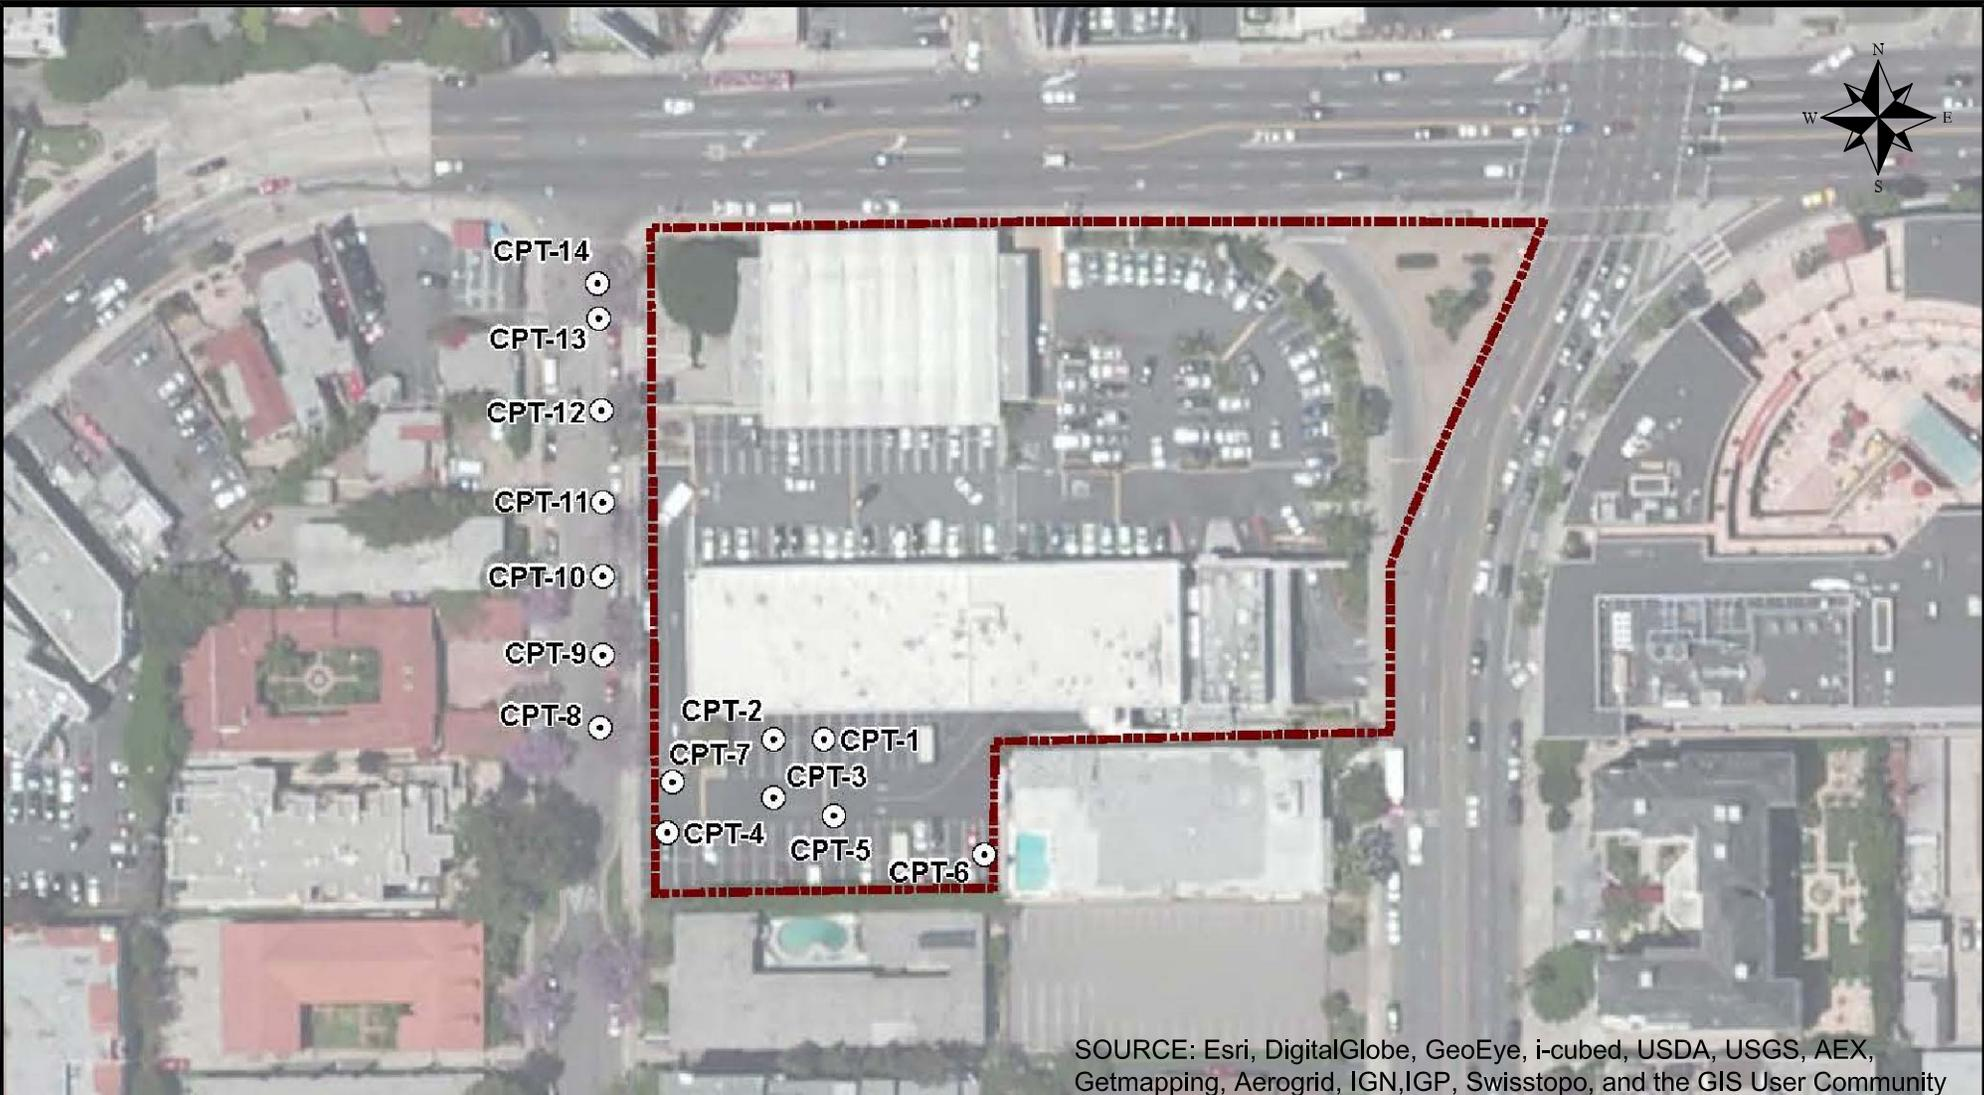 N
W E
S
CPT-14
CPT-13
CPT-12
CPT-11
CPT-10
CPT-9
CPT-8
CPT-2
CPT-1
CPT-7
CPT-3
CPT-4
CPT-5
CPT-6
SOURCE: Esri, DigitalGlobe, GeoEye, i-cubed, USDA, USGS, AEX,
Getmapping, Aerogrid, IGN,IGP, Swisstopo, and the GIS User Community